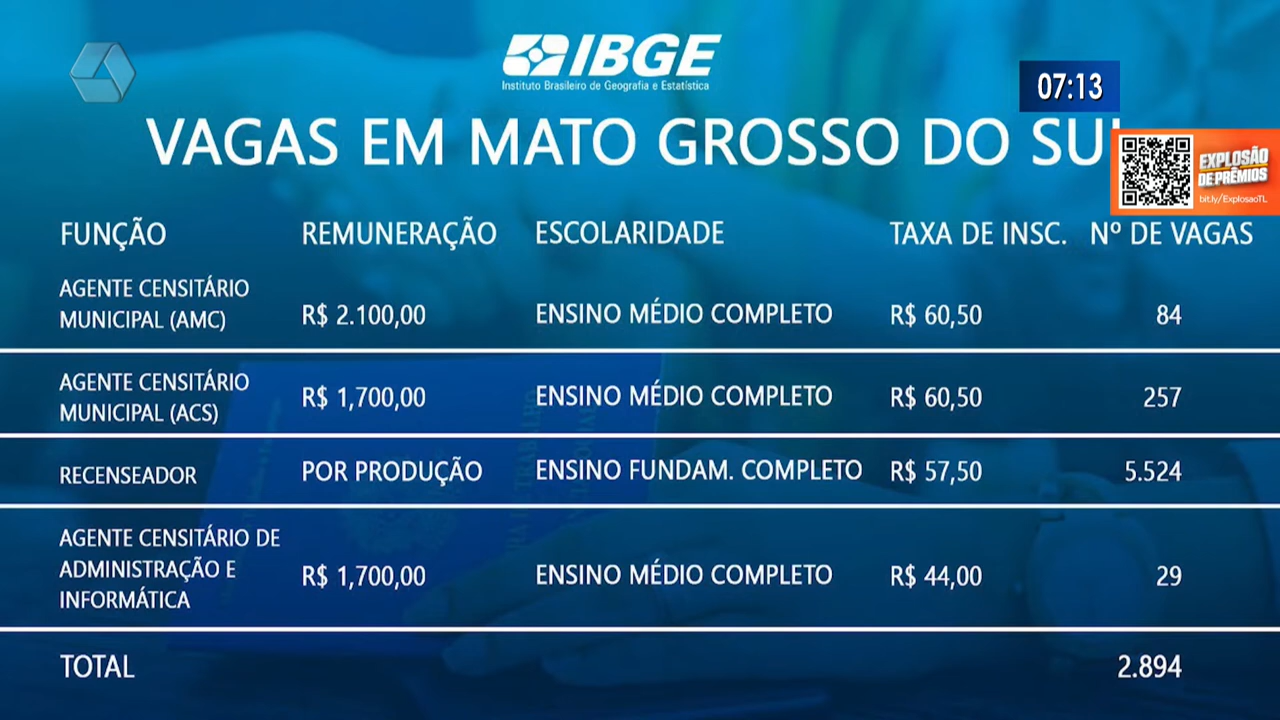 IBGE
Instituto Brasileiro de Geografia e Estatística
07:13
VAGAS EM MATO GROSSO DO SUL
EXPLOSÃO
DE PRÊMIOS
bit.ly/ExplosaoTL
FUNÇÃO REMUNERAÇÃO ESCOLARIDADE TAXA DE INSC. Nº DE VAGAS
AGENTE CENSITÁRIO
MUNICIPAL (AMC) R$ 2.100,00 ENSINO MÉDIO COMPLETO R$ 60,50 84
AGENTE CENSITÁRIO
MUNICIPAL (ACS) R$ 1,700,00 ENSINO MÉDIO COMPLETO R$ 60,50 257
RECENSEADOR POR PRODUÇÃO ENSINO FUNDAM. COMPLETO R$ 57,50 5.524
AGENTE CENSITÁRIO DE
ADMINISTRAÇÃO E R$ 1,700,00 ENSINO MÉDIO COMPLETO R$ 44,00 29
INFORMÁTICA
TOTAL 2.894